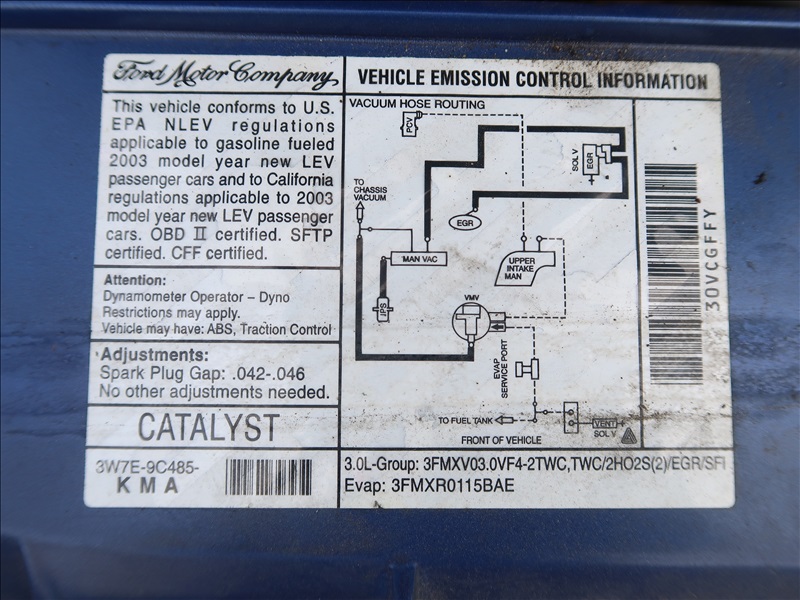 Ford Motor Company
VEHICLE EMISSION CONTROL INFORMATION
This vehicle conforms to U.S.
EPA NLEV regulations
applicable to gasoline fueled
2003 model year new LEV
passenger cars and to California
regulations applicable to 2003
model year new LEV passenger
cars. OBD II certified. SFTP
certified. CFF certified.
Attention:
Dynamometer Operator - Dyno
Restrictions may apply.
Vehicle may have: ABS, Traction Control
Adjustments:
Spark Plug Gap: .042-.046
No other adjustments needed.
CATALYST
3W7E-9C485-
KMA
VACUUM HOSE ROUTING
PCV
SOL V
EGR
TO
CHASSIS
VACUUM
EGR
MAN VAC
UPPER
INTAKE
MAN
IPS
VMV
EVAP
SERVICE PORT
TO FUEL TANK
VENT
SOL V
FRONT OF VEHICLE
3.0L-Group: 3FMXV03.0VF4-2TWC,TWC/2HO2S(2)/EGR/SFI
Evap: 3FMXR0115BAE
30VCGFFY